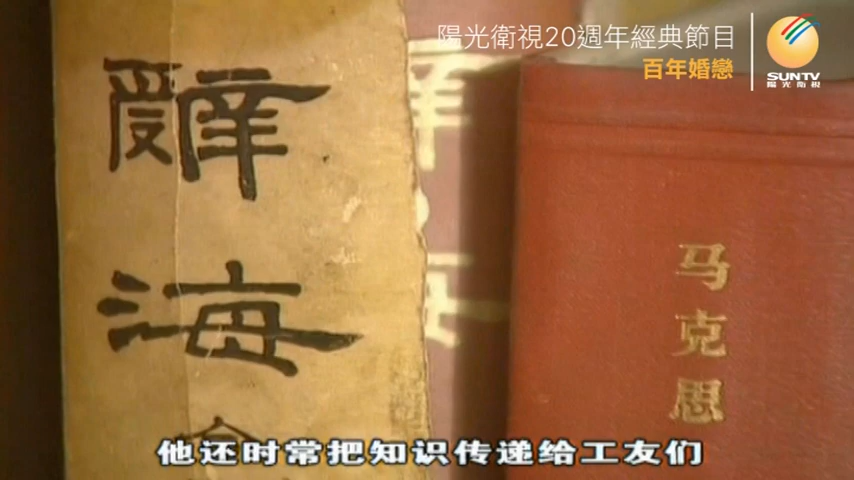 陽光衛視20週年經典節目
百年婚戀
SUNTV
陽光衛視
辭海
马克思
他还时常把知识传递给工友们